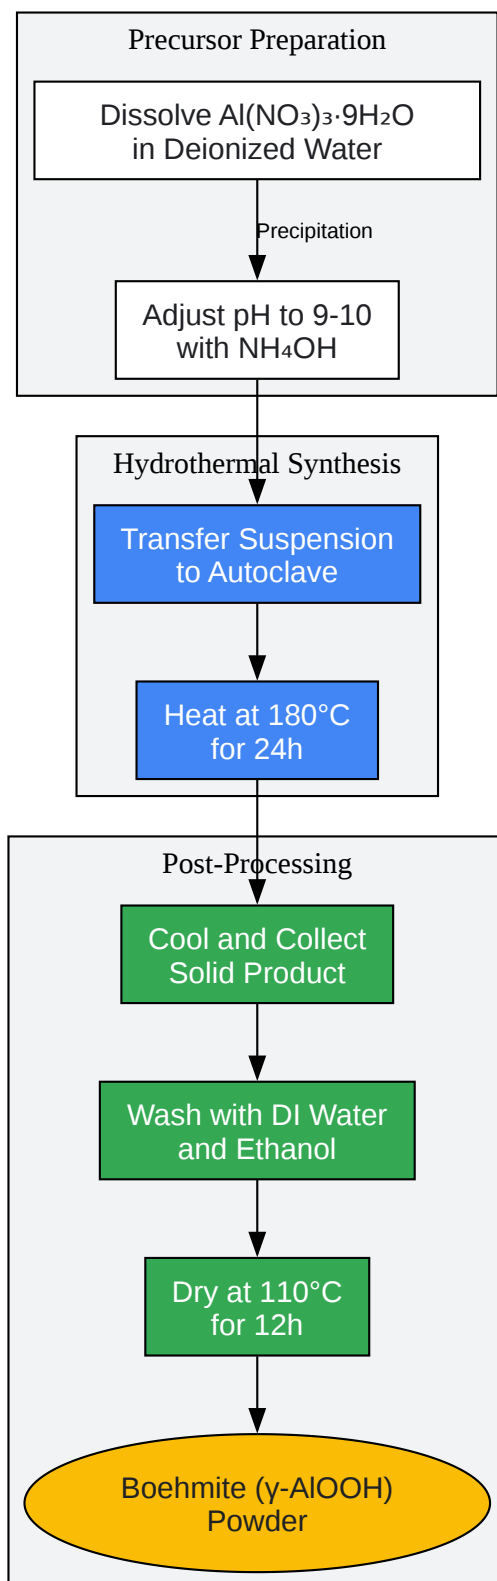 Precursor Preparation
Dissolve Al(NO₃)₃·9H₂O
in Deionized Water
Precipitation
Adjust pH to 9-10
with NH₄OH
Hydrothermal Synthesis
Transfer Suspension
to Autoclave
Heat at 180°C
for 24h
Post-Processing
Cool and Collect
Solid Product
Wash with DI Water
and Ethanol
Dry at 110°C
for 12h
Boehmite (γ-AlOOH)
Powder